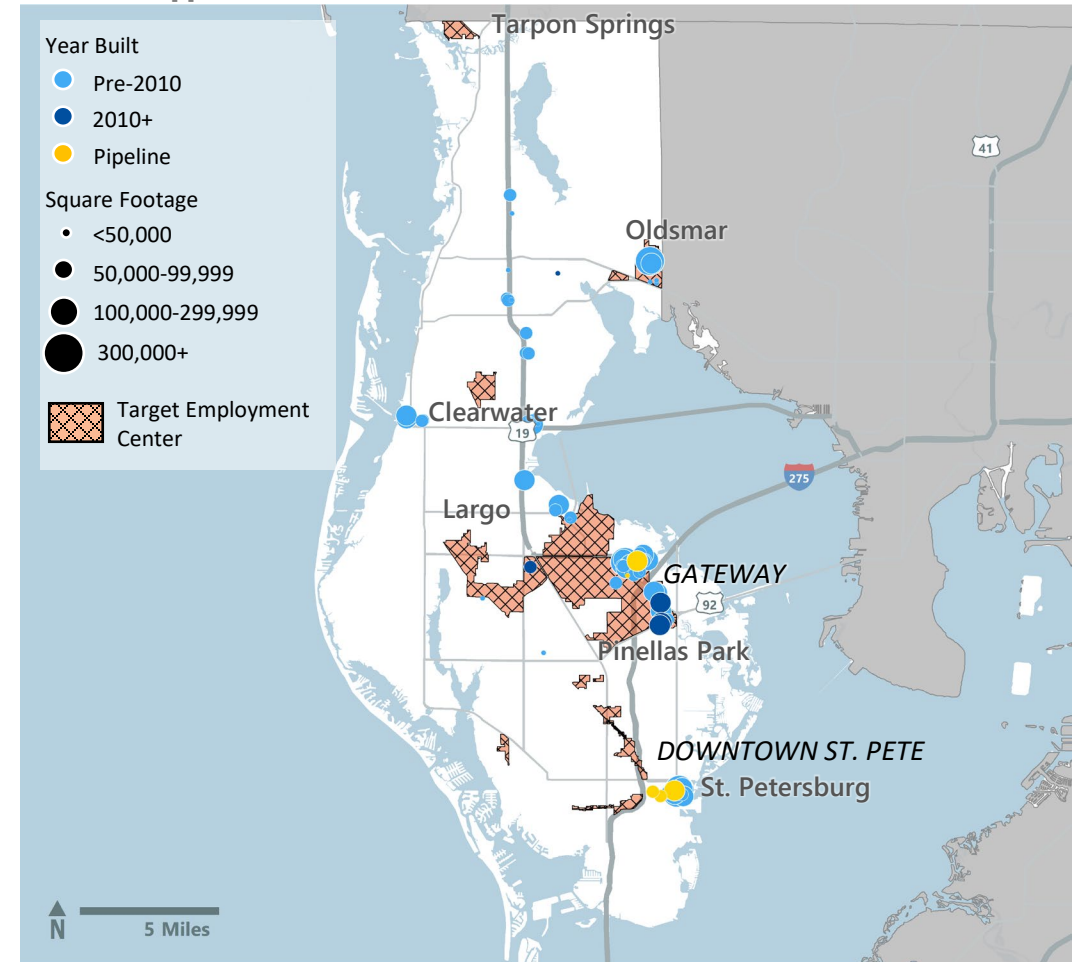 Tarpon Springs
Year Built
Pre-2010
2010+
Pipeline
Square Footage
<50,000
50,000-99,999
100,000-299,999
300,000+
Target Employment
Center
41
Oldsmar
Clearwater
19
275
Largo
GATEWAY
92
Pinellas Park
DOWNTOWN ST. PETE
St. Petersburg
N
5 Miles